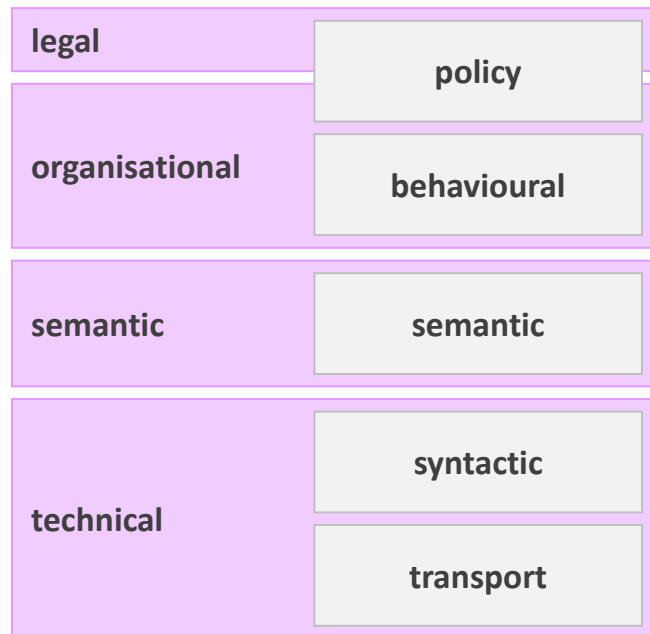 legal
policy
organisational
behavioural
semantic
semantic
technical
syntactic
transport